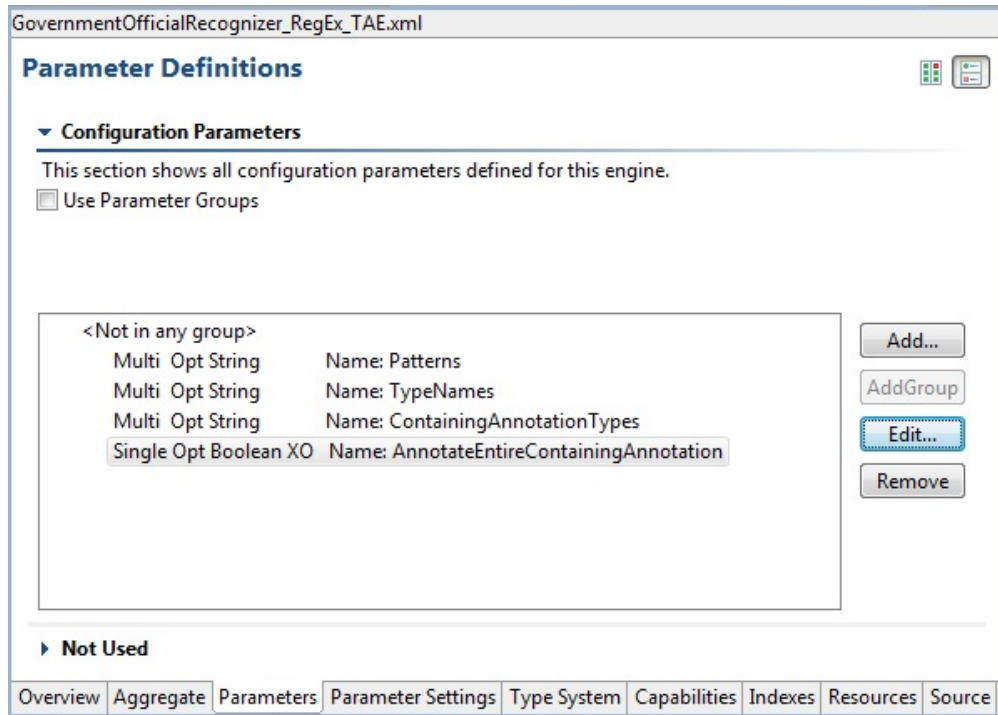 GovernmentOfficialRecognizer_RegEx_TAE.xml
Parameter Definitions
Configuration Parameters
This section shows all configuration parameters defined for this engine.
Use Parameter Groups
<Not in any group>
Multi Opt String Name: Patterns
Multi Opt String Name: TypeNames
Multi Opt String Name: ContainingAnnotationTypes
Single Opt Boolean XO Name: AnnotateEntireContainingAnnotation
Add...
AddGroup
Edit...
Remove
Not Used
Overview Aggregate Parameters Parameter Settings Type System Capabilities Indexes Resources Source